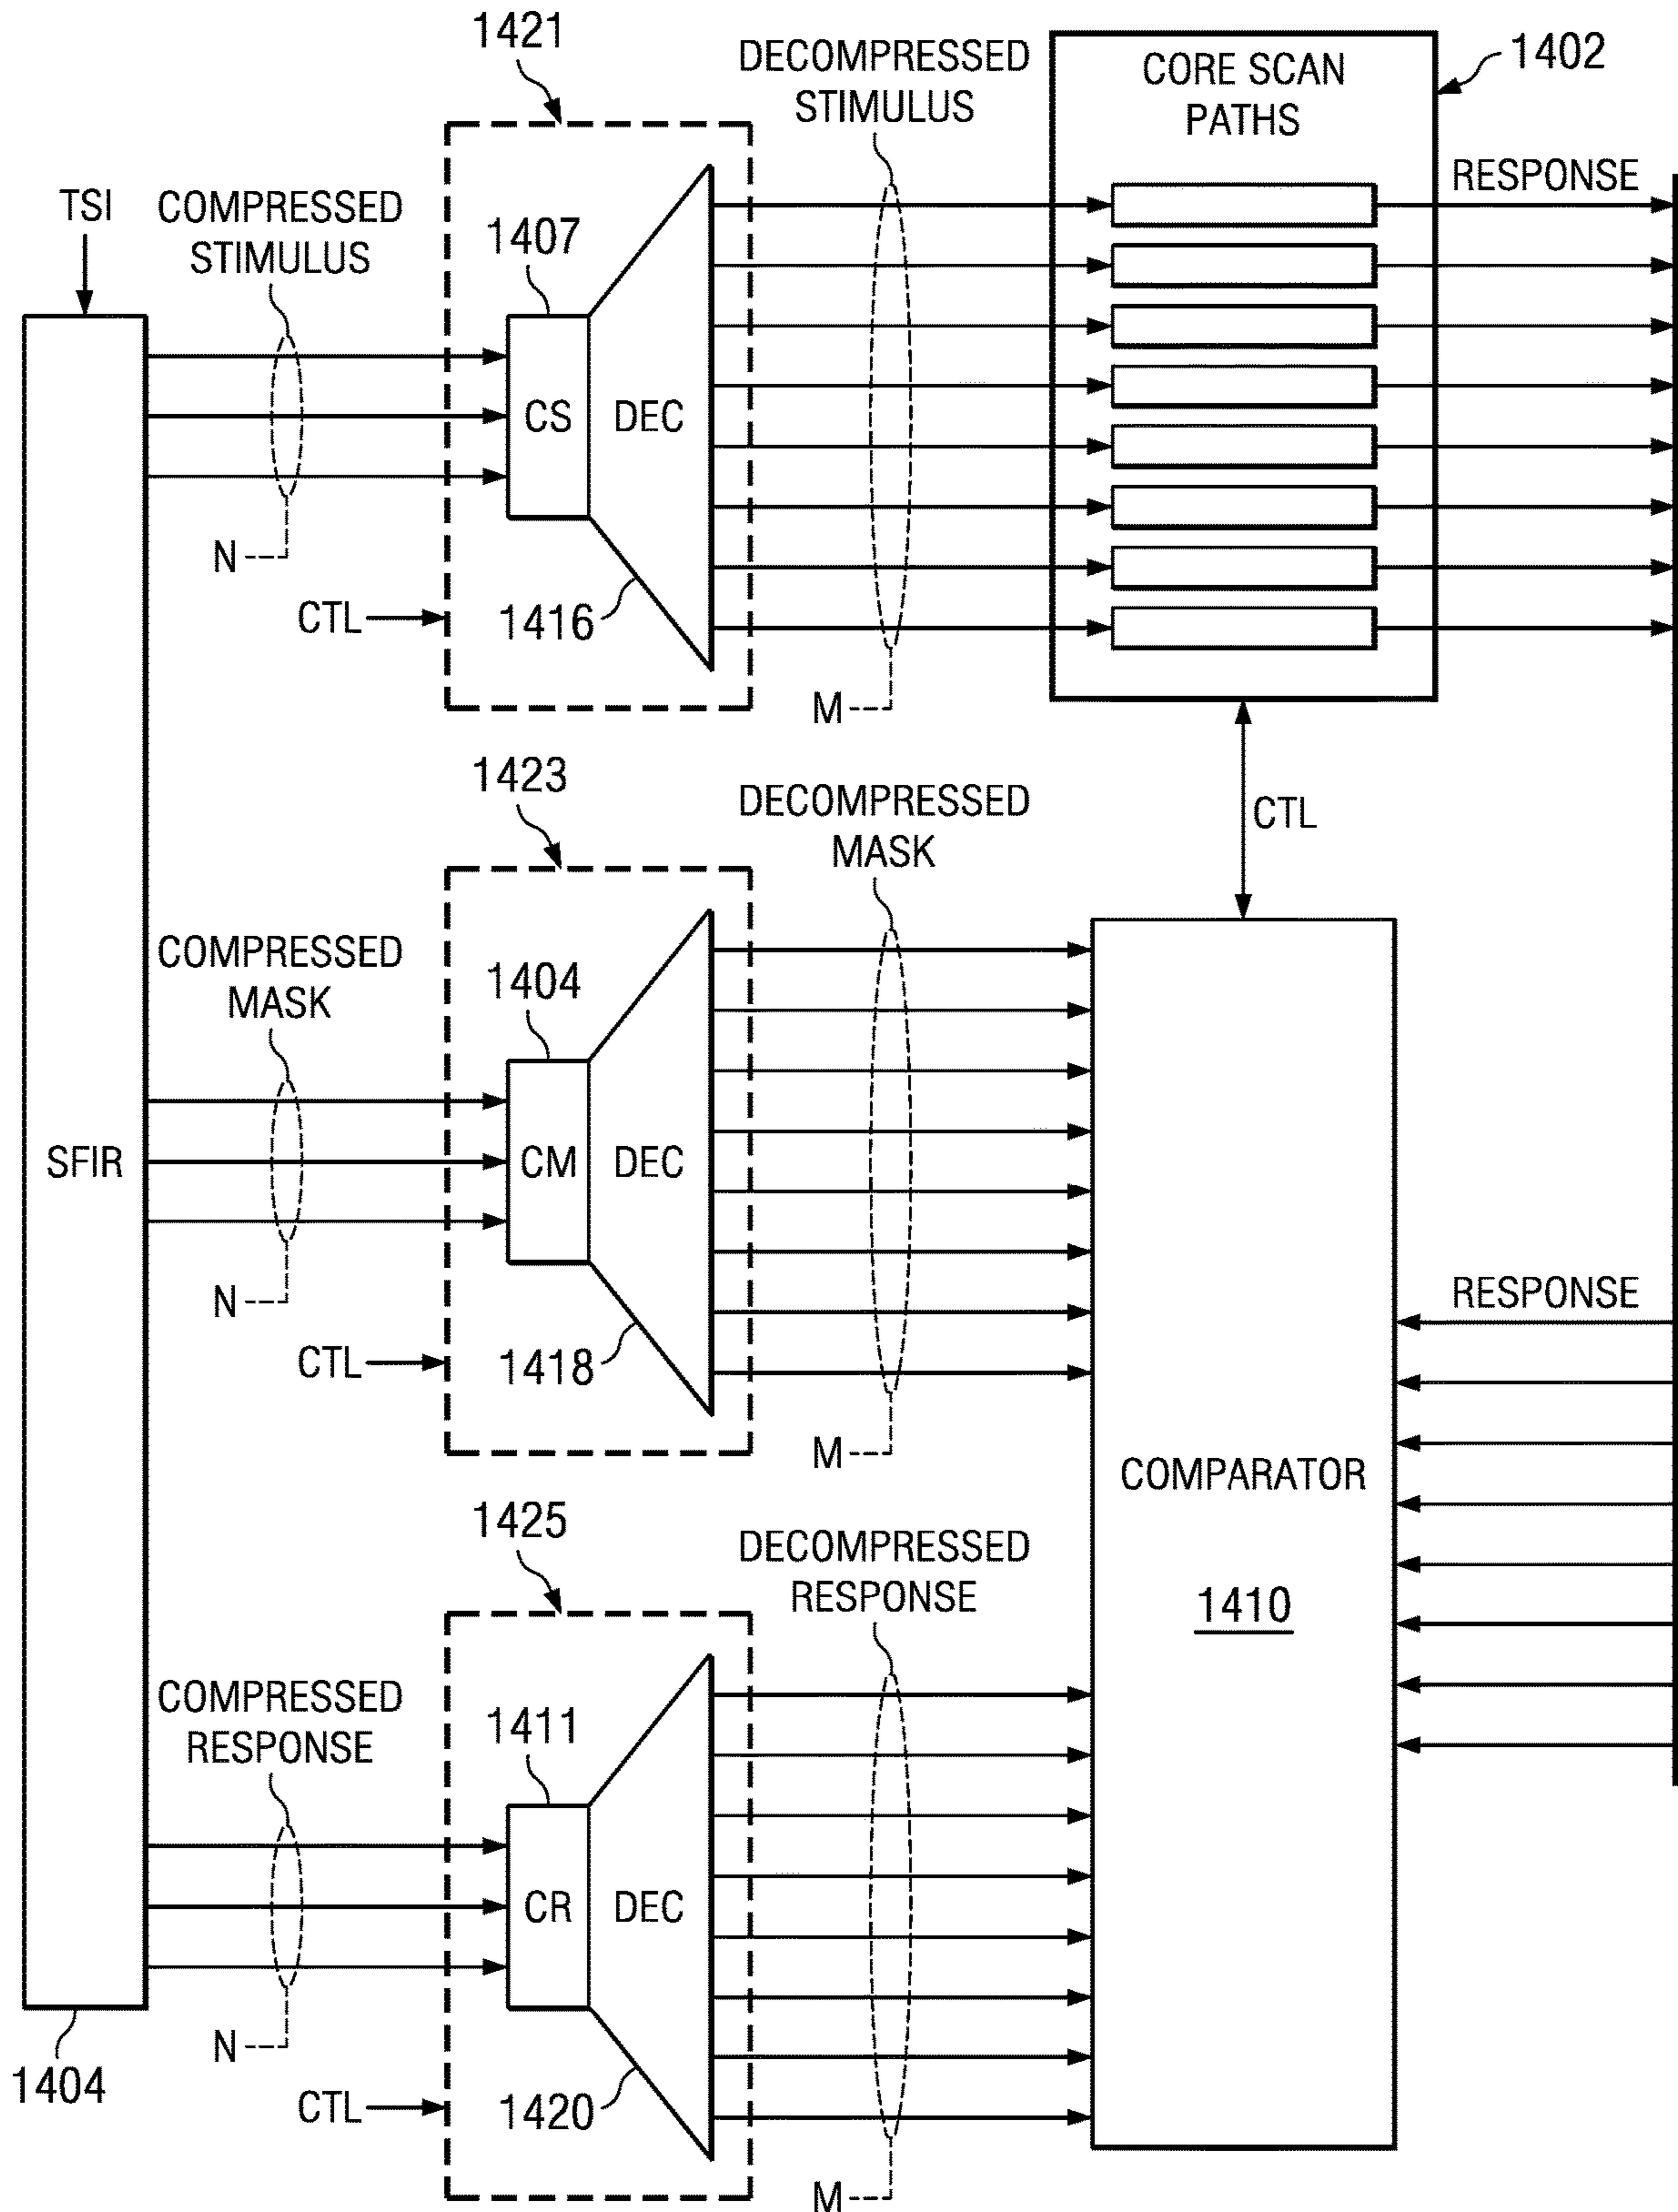 1421
DECOMPRESSED
STIMULUS
CORE SCAN
PATHS
1402
TSI
COMPRESSED
STIMULUS
1407
RESPONSE
CS
DEC
N
CTL
1416
M
1423
DECOMPRESSED
MASK
CTL
COMPRESSED
MASK
1404
SFIR
CM
DEC
N
RESPONSE
CTL
1418
M
COMPARATOR
1425
DECOMPRESSED
RESPONSE
1410
COMPRESSED
RESPONSE
1411
CR
DEC
N
1404
CTL
1420
M